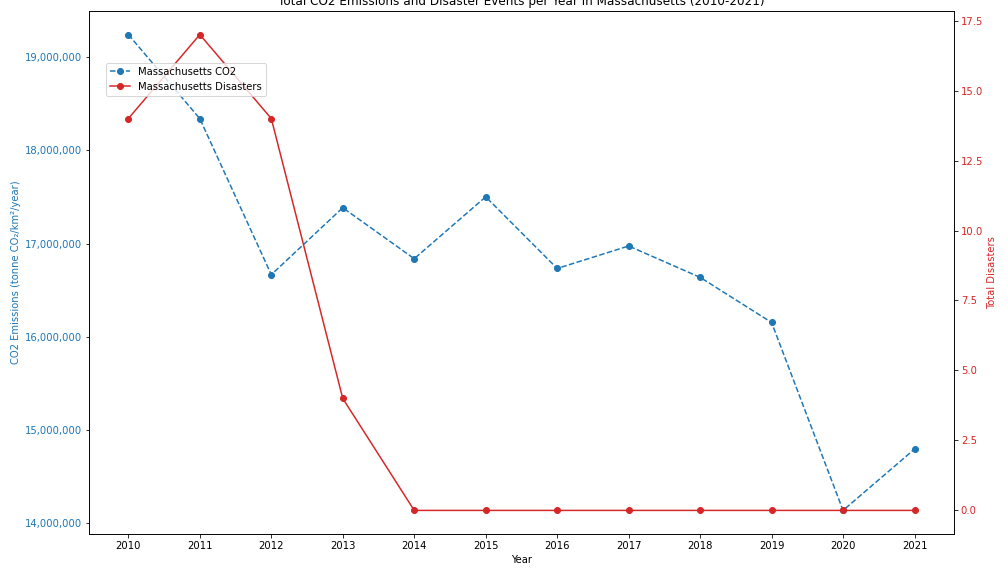 Total CO2 Emissions and Disaster Events per Year in Massachusetts (2010-2021)
Massachusetts CO2
Massachusetts Disasters
CO2 Emissions (tonne CO₂/km²/year)
19,000,000
18,000,000
17,000,000
16,000,000
15,000,000
14,000,000
17.5
15.0
12.5
10.0
7.5
5.0
2.5
0.0
Total Disasters
2010 2011 2012 2013 2014 2015 2016 2017 2018 2019 2020 2021
Year